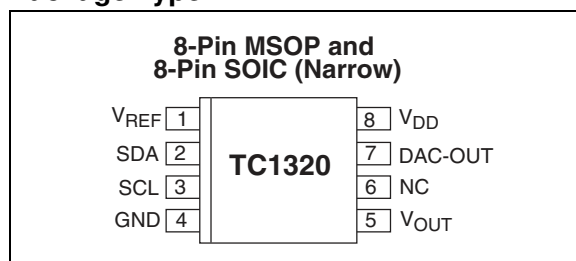 8-Pin MSOP and
8-Pin SOIC (Narrow)
VREF 1
SDA 2
SCL 3
GND 4
TC1320
8 VDD
7 DAC-OUT
6 NC
5 VOUT